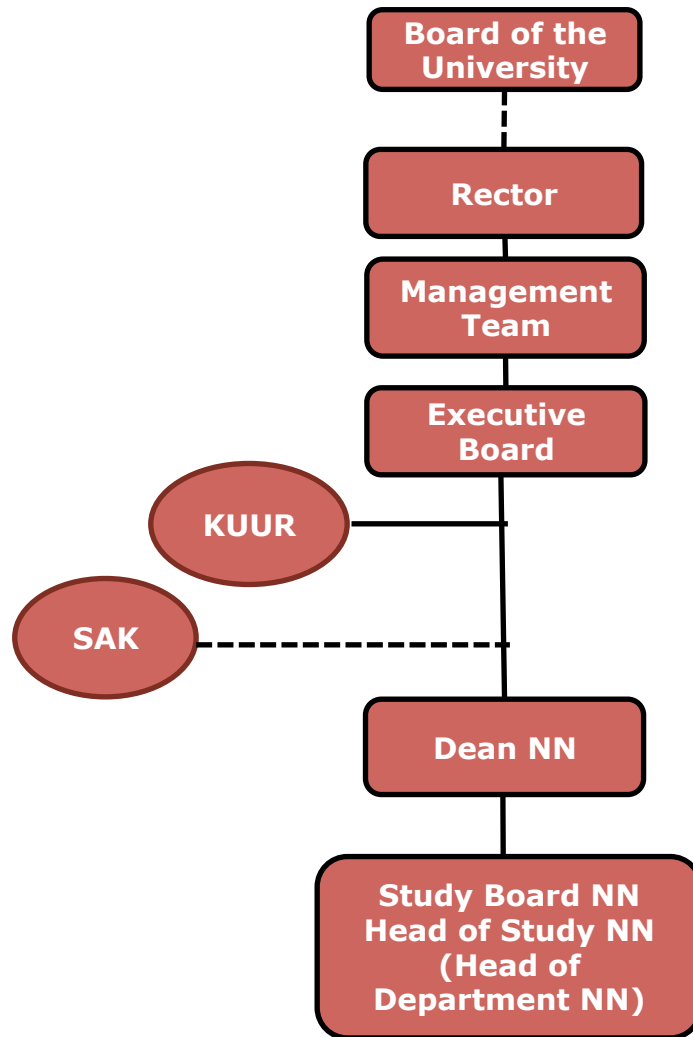 Board of the
University
Rector
Management
Team
Executive
Board
KUUR
SAK
Dean NN
Study Board NN
Head of Study NN
(Head of
Department NN)